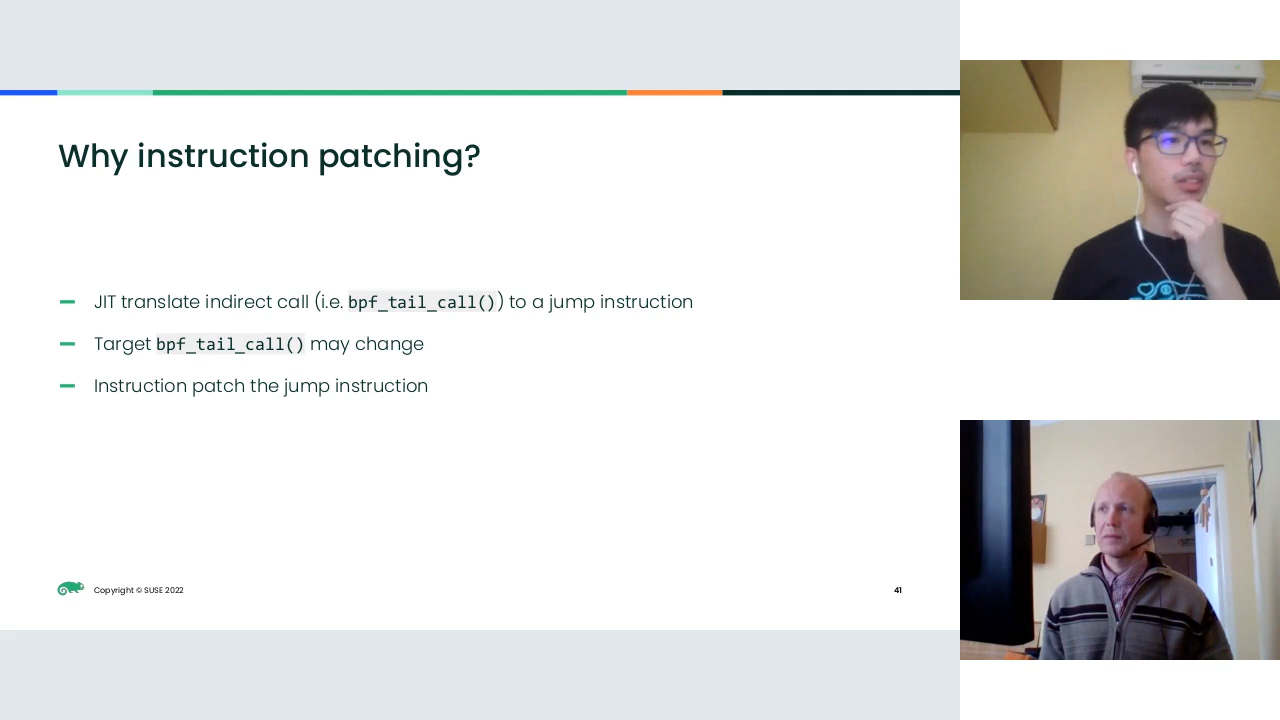 Why instruction patching?
JIT translate indirect call (i.e. bpf_tail_call()) to a jump instruction
Target bpf_tail_call() may change
Instruction patch the jump instruction
Copyright © SUSE 2022
41